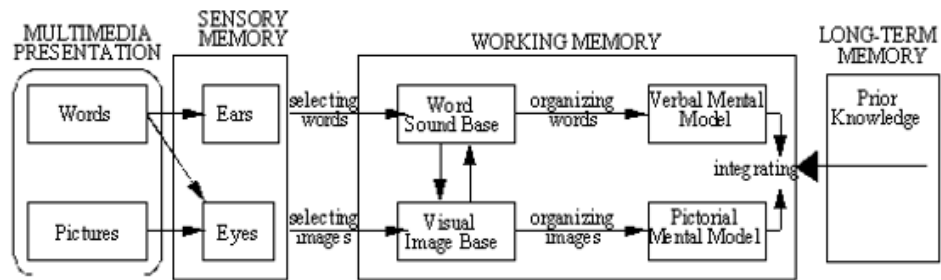 MULTIMEDIA
PRESENTATION
SENSORY
MEMORY
WORKING MEMORY
LONG-TERM
MEMORY
Words
Ears
selecting
words
Word
Sound Base
organizing
words
Verbal Mental
Model
Prior
Knowledge
integrating
Pictures
Eyes
selecting
images
Visual
Image Base
organizing
images
Pictorial
Mental Model